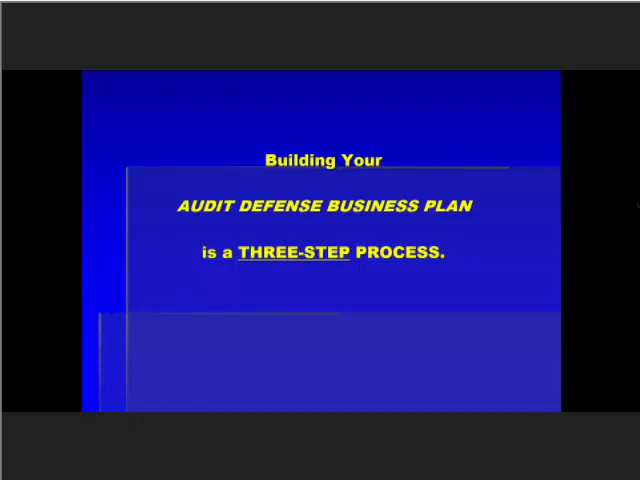 Building Your
AUDIT DEFENSE BUSINESS PLAN
is a THREE-STEP PROCESS.